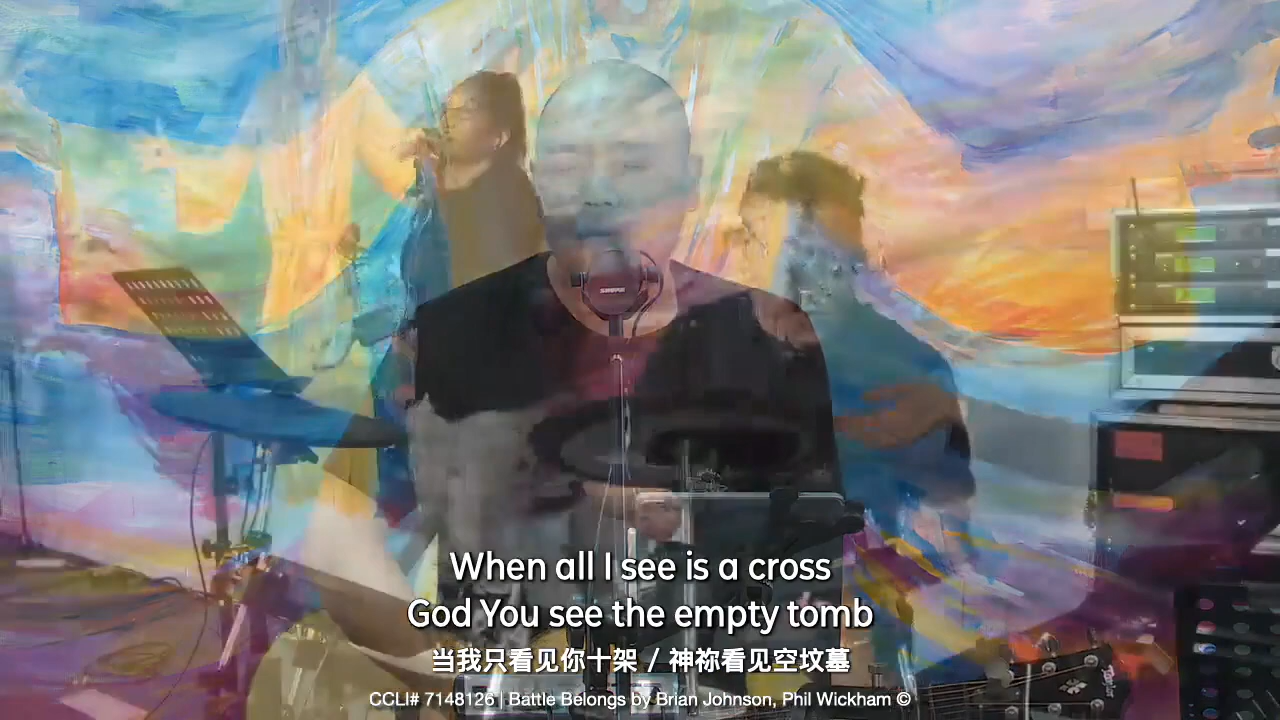 SHURE
When all I see is a cross
God You see the empty tomb
当我只看见你十架 / 神祢看见空坟墓
CCLI# 7148126 | Battle Belongs by Brian Johnson, Phil Wickham ©